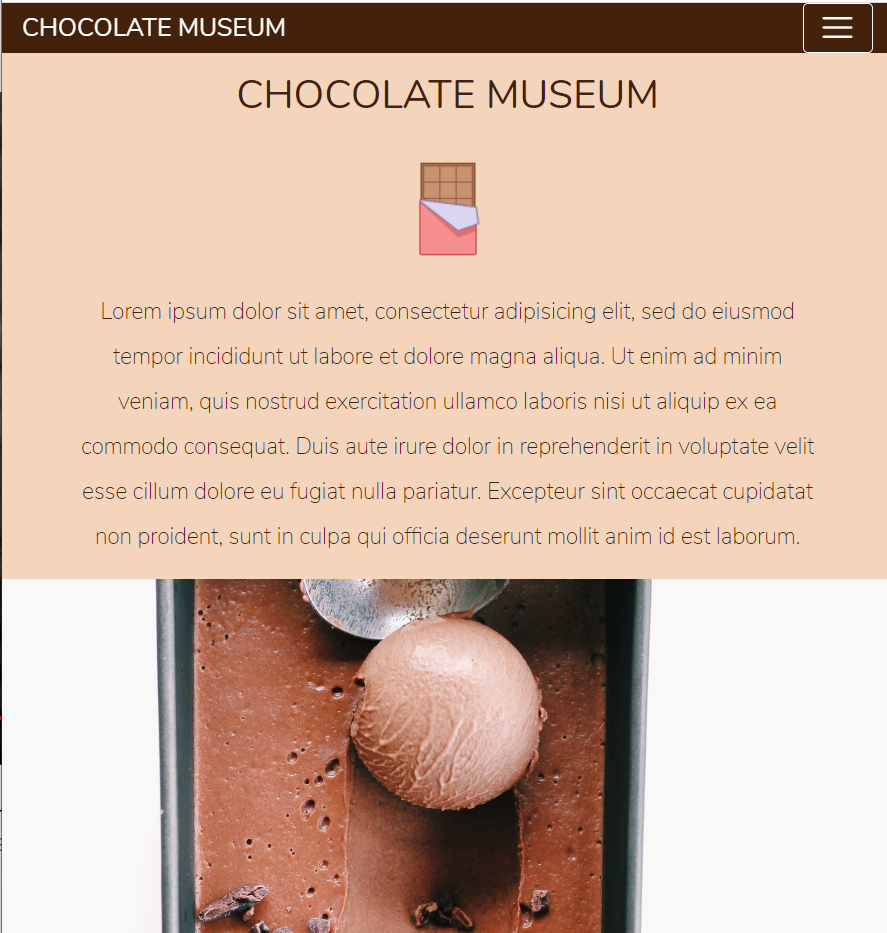 CHOCOLATE MUSEUM
CHOCOLATE MUSEUM
Lorem ipsum dolor sit amet, consectetur adipisicing elit, sed do eiusmod
tempor incididunt ut labore et dolore magna aliqua. Ut enim ad minim
veniam, quis nostrud exercitation ullamco laboris nisi ut aliquip ex ea
commodo consequat. Duis aute irure dolor in reprehenderit in voluptate velit
esse cillum dolore eu fugiat nulla pariatur. Excepteur sint occaecat cupidatat
non proident, sunt in culpa qui officia deserunt mollit anim id est laborum.